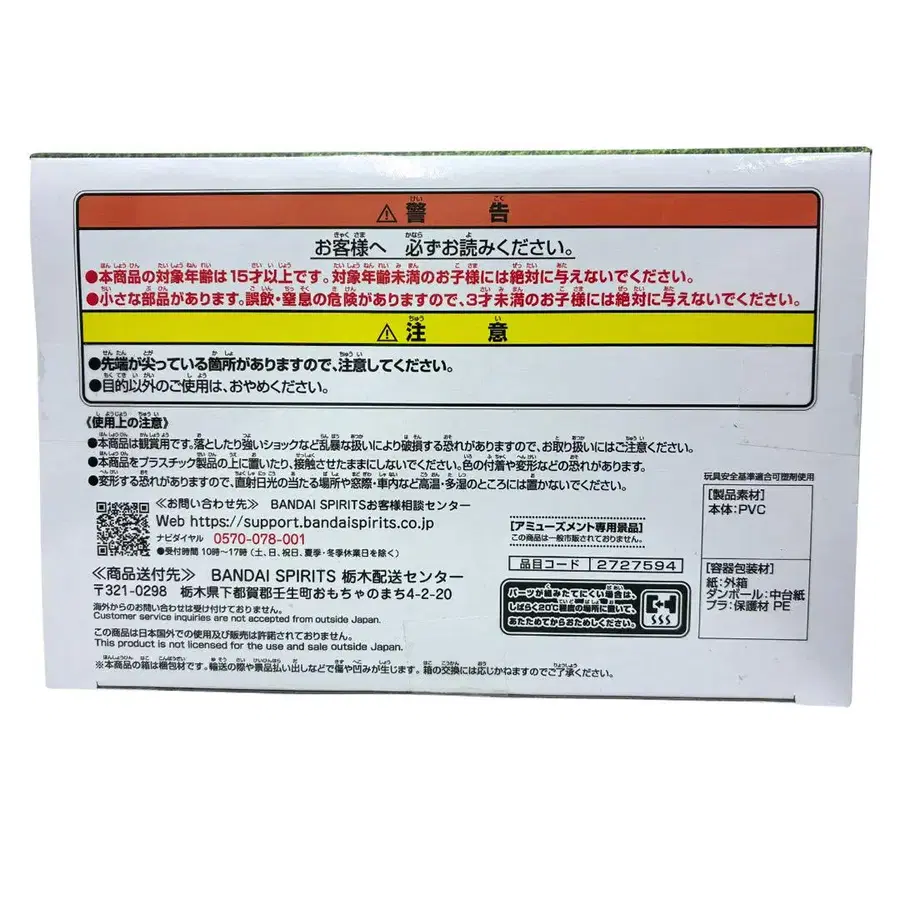 ⚠警告
お客様へ 必ずお読みください。
●本商品の対象年齢は15才以上です。対象年齢未満のお子様には絶対に与えないでください。
●小さな部品があります。誤飲・窒息の危険がありますので、3才未満のお子様には絶対に与えないでください。
⚠注意
●先端が尖っている箇所がありますので、注意してください。
●目的以外のご使用は、おやめください。
《使用上の注意》
●本商品は観賞用です。落としたり強いショックなど乱暴な扱いにより破損する恐れがありますので、お取り扱いにはご注意ください。
●本商品をプラスチック製品の上に置いたり、接触させたままにしないでください。色の付着や変形などの恐れがあります。
●変形する恐れがありますので、直射日光の当たる場所や窓際・車内など高温・多湿のところには置かないでください。
≪お問い合わせ先≫ BANDAI SPIRITSお客様相談センター
Web https://support.bandaispirits.co.jp
ナビダイヤル 0570-078-001
●受付時間 10時〜17時(土、日、祝日、夏季・冬季休業日を除く)
≪商品送付先≫ BANDAI SPIRITS 栃木配送センター
〒321-0298 栃木県下都賀郡壬生町おもちゃのまち4-2-20
海外からのお問い合わせは受け付けておりません。
Customer service inquiries are not accepted from outside Japan.
この商品は日本国外での使用及び販売は許諾されておりません。
This product is not licensed for the use and sale outside Japan.
※本商品の箱は梱包材です。輸送の際や景品払い出しなどで傷や凹みが生じます。箱の交換には応じかねますのでご了承ください。
[アミューズメント専用景品]
この商品は一般市販されておりません。
品目コード 2727594
パーツが組みたてにくい場合は、
しばらく20℃程度の場所に置いて、
あたためてからおためしください。
玩具安全基準適合可塑剤使用
[製品素材]
本体:PVC
[容器包装材]
紙:外箱
ダンボール:中台紙
プラ:保護材 PE